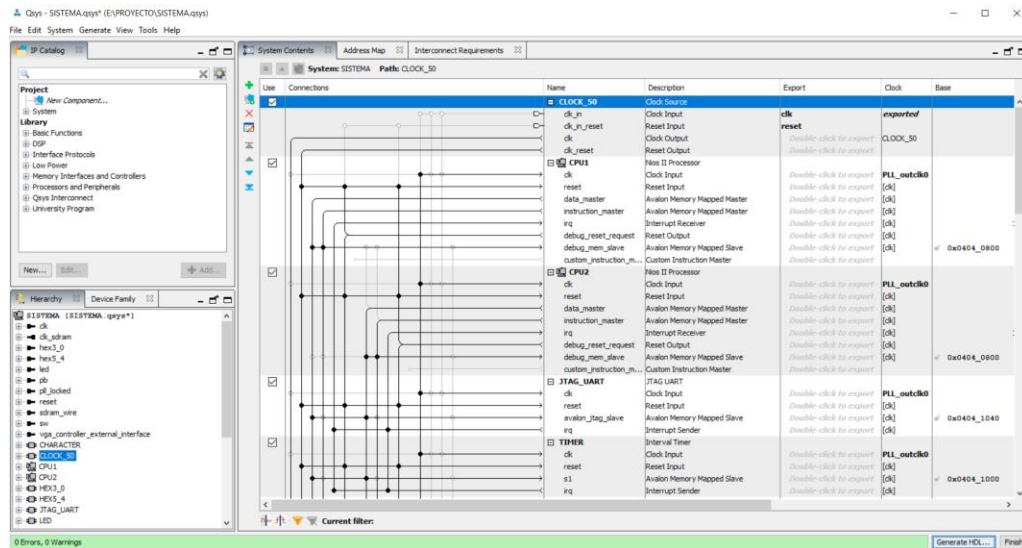 Qsys - SISTEMA.qsys* (E:\PROYECTO\SISTEMA.qsys)
File Edit System Generate View Tools Help
IP Catalog
Project
New Component...
System
Library
Basic Functions
DSP
Interface Protocols
Low Power
Memory Interfaces and Controllers
Processors and Peripherals
Qsys Interconnect
University Program
New... Edit... Add...
Hierarchy Device Family
SISTEMA [SISTEMA.qsys*]
clk
clk_sdram
hex3_0
hex5_4
led
pb
pll_locked
reset
sdram_wire
sw
vga_controller_external_interface
CHARACTER
CLOCK_50
CPU1
CPU2
HEX3_0
HEX5_4
JTAG_UART
LED
System Contents Address Map Interconnect Requirements
System: SISTEMA Path: CLOCK_50
Use Connections Name Description Export Clock Base
CLOCK_50 Clock Source
clk_in Clock Input clk exported
clk_in_reset Reset Input reset
clk Clock Output Double-click to export CLOCK_50
clk_reset Reset Output Double-click to export
CPU1 Nios II Processor
clk Clock Input Double-click to export PLL_outclk0
reset Reset Input Double-click to export [clk]
data_master Avalon Memory Mapped Master Double-click to export [clk]
instruction_master Avalon Memory Mapped Master Double-click to export [clk]
irq Interrupt Receiver Double-click to export [clk]
debug_reset_request Reset Output Double-click to export [clk]
debug_mem_slave Avalon Memory Mapped Slave Double-click to export [clk] 0x0404_0800
custom_instruction_m... Custom Instruction Master Double-click to export
CPU2 Nios II Processor
clk Clock Input Double-click to export PLL_outclk0
reset Reset Input Double-click to export [clk]
data_master Avalon Memory Mapped Master Double-click to export [clk]
instruction_master Avalon Memory Mapped Master Double-click to export [clk]
irq Interrupt Receiver Double-click to export [clk]
debug_reset_request Reset Output Double-click to export [clk]
debug_mem_slave Avalon Memory Mapped Slave Double-click to export [clk] 0x0404_0800
custom_instruction_m... Custom Instruction Master Double-click to export
JTAG_UART JTAG UART
clk Clock Input Double-click to export PLL_outclk0
reset Reset Input Double-click to export [clk]
avalon_jtag_slave Avalon Memory Mapped Slave Double-click to export [clk] 0x0404_1040
irq Interrupt Sender Double-click to export [clk]
TIMER Interval Timer
clk Clock Input Double-click to export PLL_outclk0
reset Reset Input Double-click to export [clk]
s1 Avalon Memory Mapped Slave Double-click to export [clk] 0x0404_1000
irq Interrupt Sender Double-click to export [clk]
Current filter:
0 Errors, 0 Warnings
Generate HDL... Finish